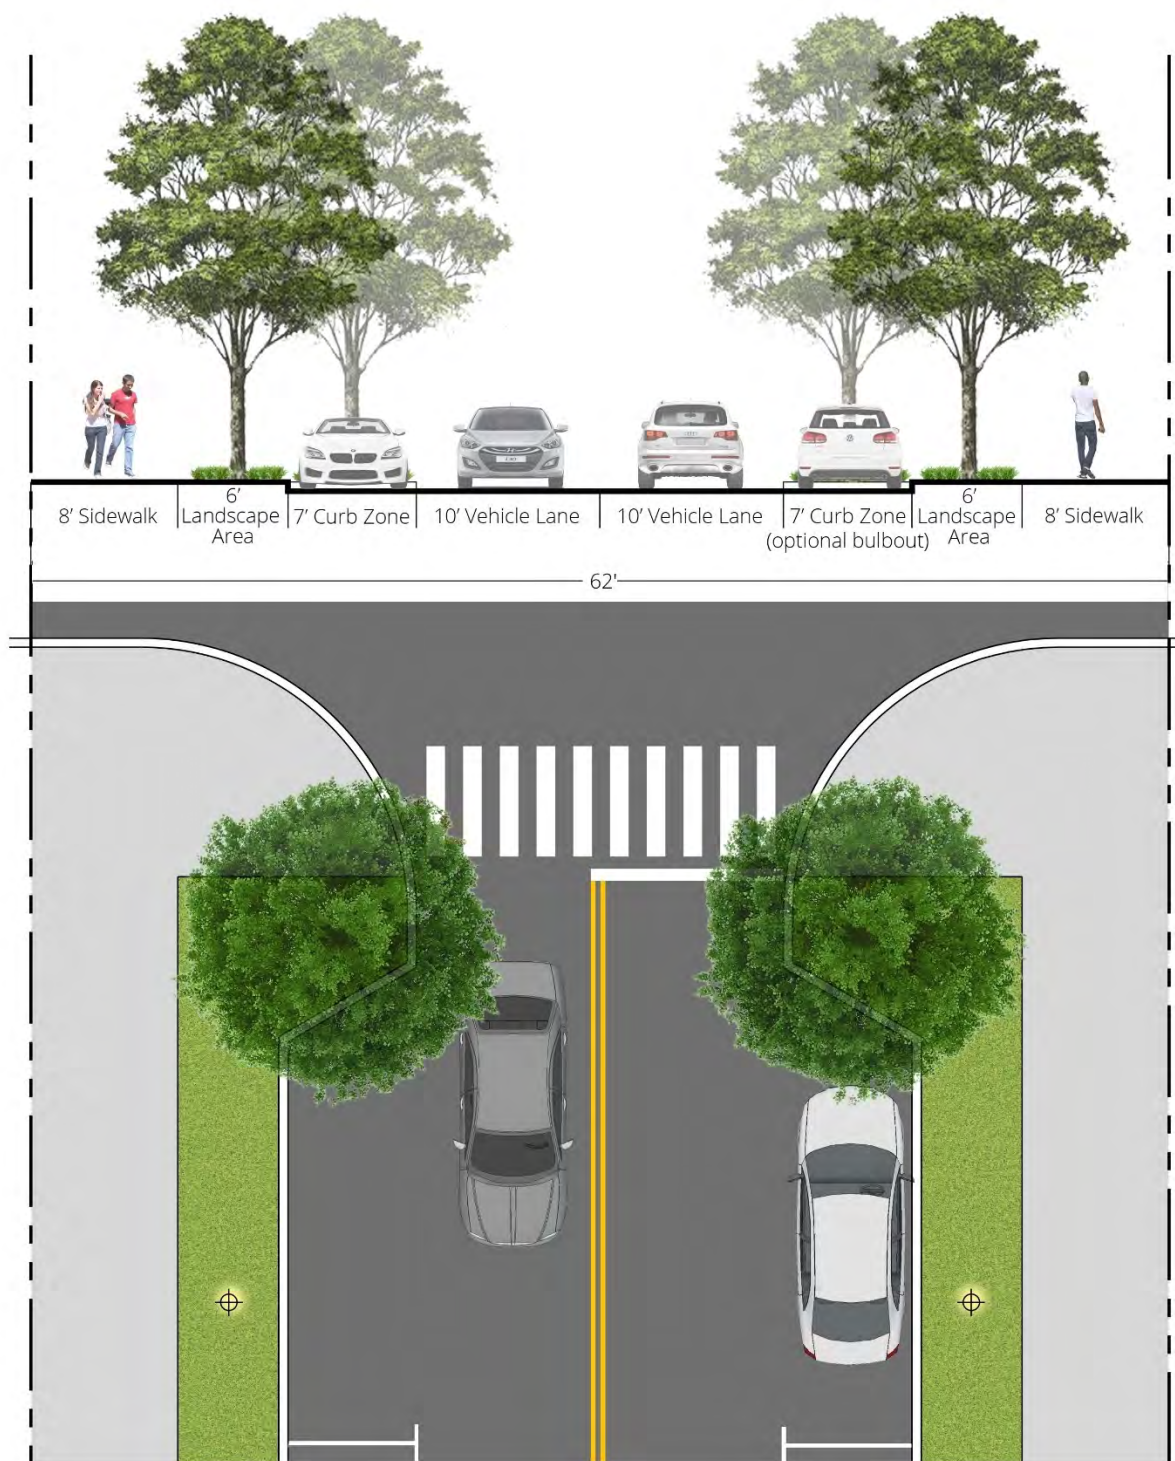 8’ Sidewalk
6’
Landscape
Area
7’ Curb Zone
10’ Vehicle Lane
10’ Vehicle Lane
7’ Curb Zone
(optional bulbout)
6’
Landscape
Area
8’ Sidewalk
62'